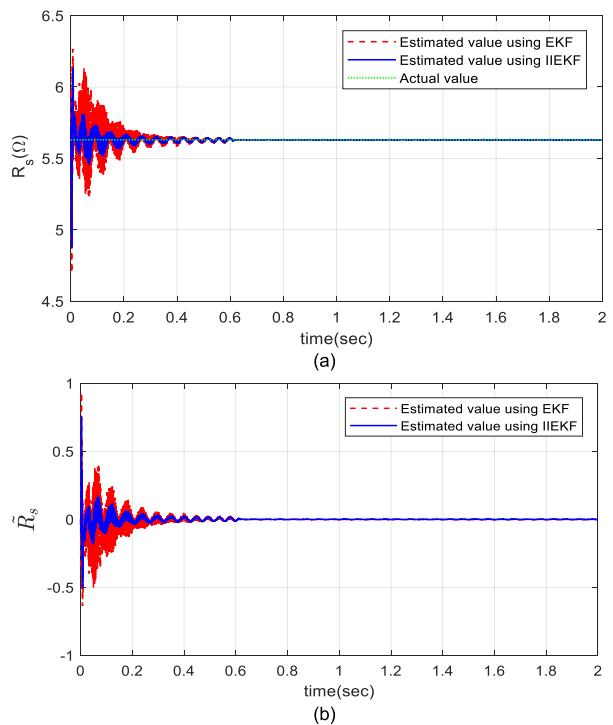 6.5
Estimated value using EKF
Estimated value using IIEKF
Actual value
6
5.5
5
4.5
R_s(Ω)
0 0.2 0.4 0.6 0.8 1 1.2 1.4 1.6 1.8 2
time(sec)
(a)
1
Estimated value using EKF
Estimated value using IIEKF
0.5
0
-0.5
-1
R̃_s
0 0.2 0.4 0.6 0.8 1 1.2 1.4 1.6 1.8 2
time(sec)
(b)